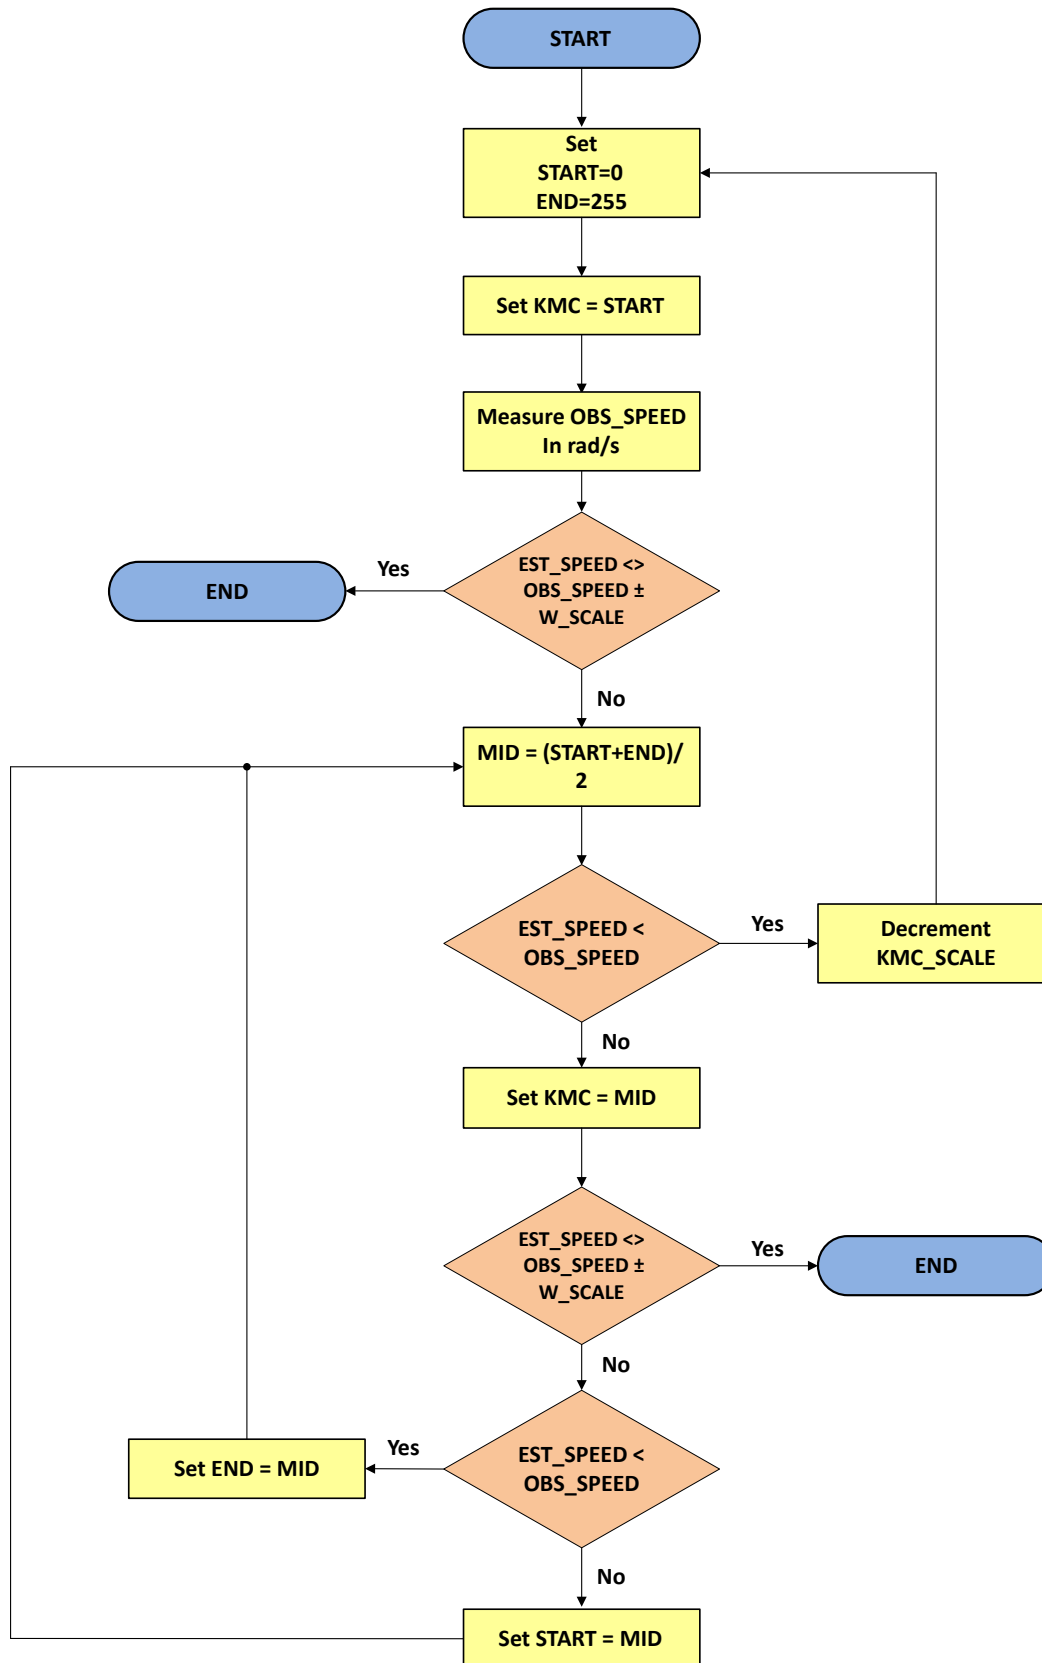 START
Set
START=0
END=255
Set KMC = START
Measure OBS_SPEED
In rad/s
EST_SPEED <>
OBS_SPEED ±
W_SCALE
Yes
END
No
MID = (START+END)/
2
EST_SPEED <
OBS_SPEED
Yes
Decrement
KMC_SCALE
No
Set KMC = MID
EST_SPEED <>
OBS_SPEED ±
W_SCALE
Yes
END
No
EST_SPEED <
OBS_SPEED
Yes
Set END = MID
No
Set START = MID